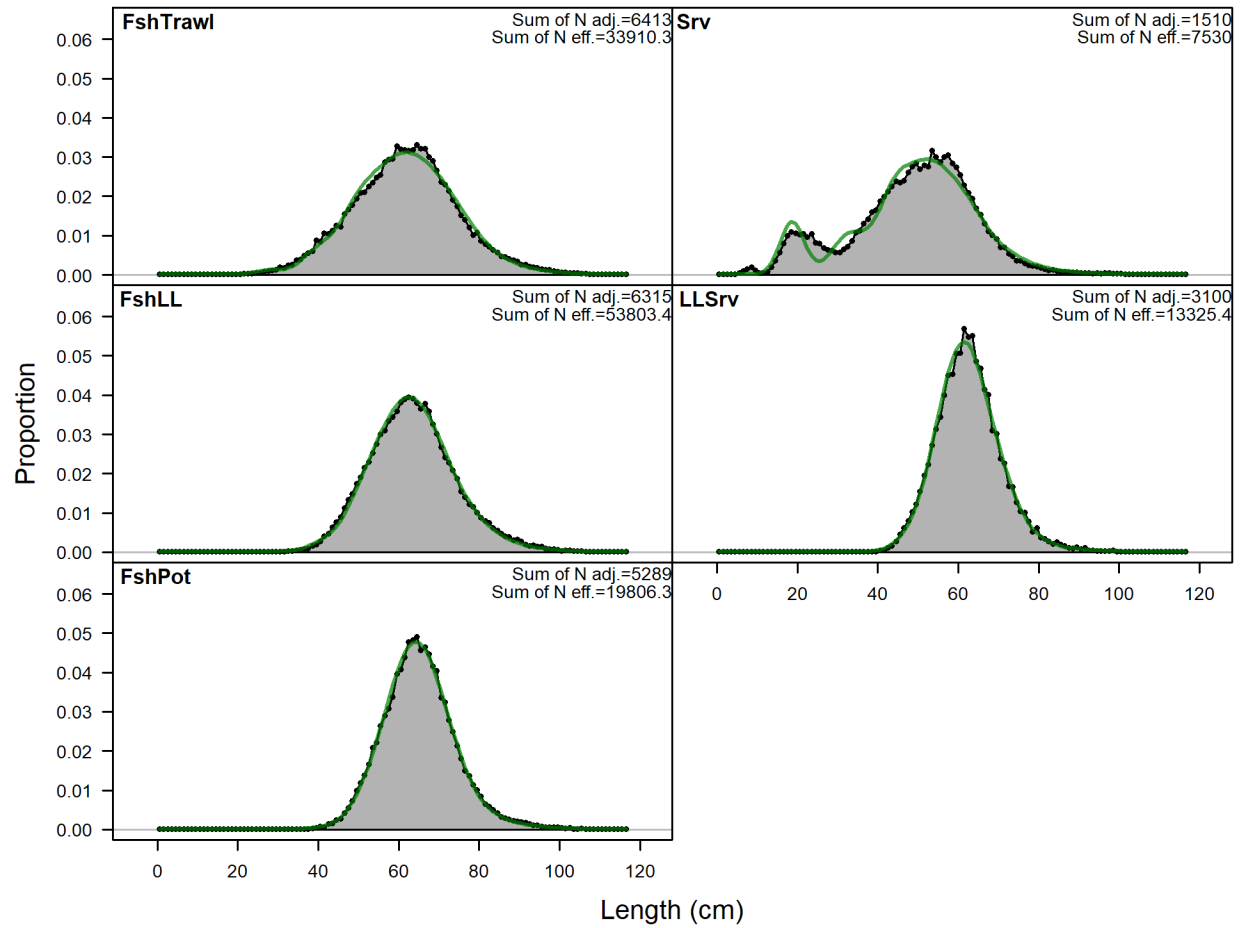 FshTrawl
Sum of N adj.=6413
Sum of N eff.=33910.3
Srv
Sum of N adj.=1510
Sum of N eff.=7530
0.06
0.05
0.04
0.03
0.02
0.01
0.00
FshLL
Sum of N adj.=6315
Sum of N eff.=53803.4
LLSrv
Sum of N adj.=3100
Sum of N eff.=13325.4
0.06
0.05
0.04
0.03
0.02
0.01
0.00
0 20 40 60 80 100 120
FshPot
Sum of N adj.=5289
Sum of N eff.=19806.3
0.06
0.05
0.04
0.03
0.02
0.01
0.00
0 20 40 60 80 100 120
Proportion
Length (cm)